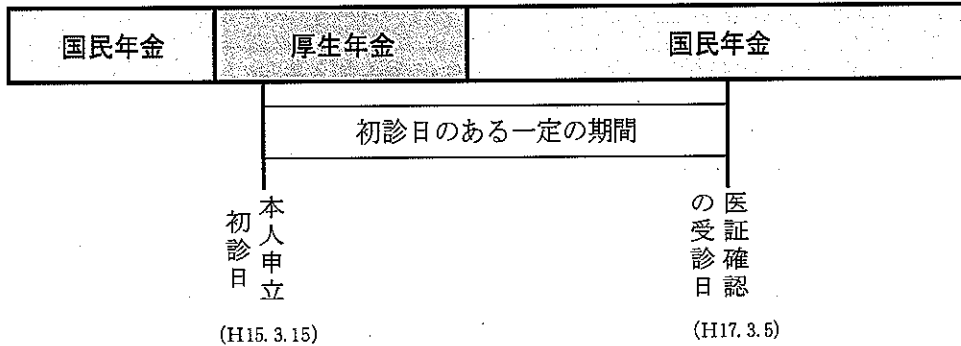 国民年金
厚生年金
国民年金
初診日のある一定の期間
本人申立
初診日
医証確認
の受診日
(H15.3.15)
(H17.3.5)